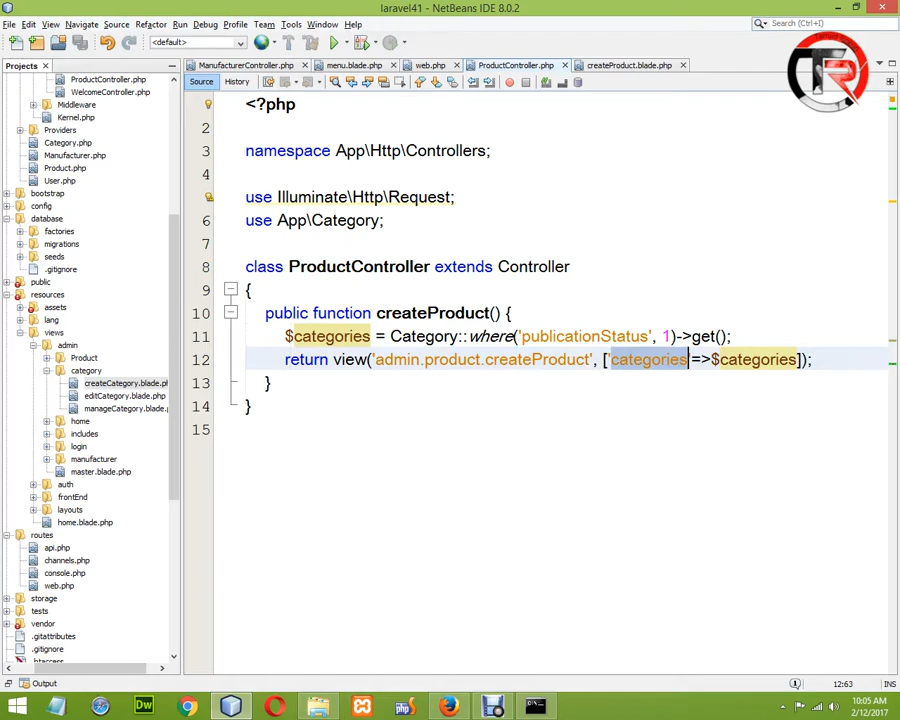 laravel41 - NetBeans IDE 8.0.2
File Edit View Navigate Source Refactor Run Debug Profile Team Tools Window Help
Search (Ctrl+I)
<default>
Projects
ManufacturerController.php
menu.blade.php
web.php
ProductController.php
createProduct.blade.php
Source
History
ProductController.php
WelcomeController.php
Middleware
Kernel.php
Providers
Category.php
Manufacturer.php
Product.php
User.php
bootstrap
config
database
factories
migrations
seeds
.gitignore
public
resources
assets
lang
views
admin
Product
category
createCategory.blade.ph
editCategory.blade.php
manageCategory.blade.p
home
includes
login
manufacturer
master.blade.php
auth
frontEnd
layouts
home.blade.php
routes
api.php
channels.php
console.php
web.php
storage
tests
vendor
.gitattributes
.gitignore
.htaccess
<?php
2
3 namespace App\Http\Controllers;
4
use Illuminate\Http\Request;
6 use App\Category;
7
8 class ProductController extends Controller
9 {
10 public function createProduct() {
11 $categories = Category::where('publicationStatus', 1)->get();
12 return view('admin.product.createProduct', ['categories'=>$categories]);
13 }
14 }
15
TR
Output
12:63
INS
10:05 AM
2/12/2017